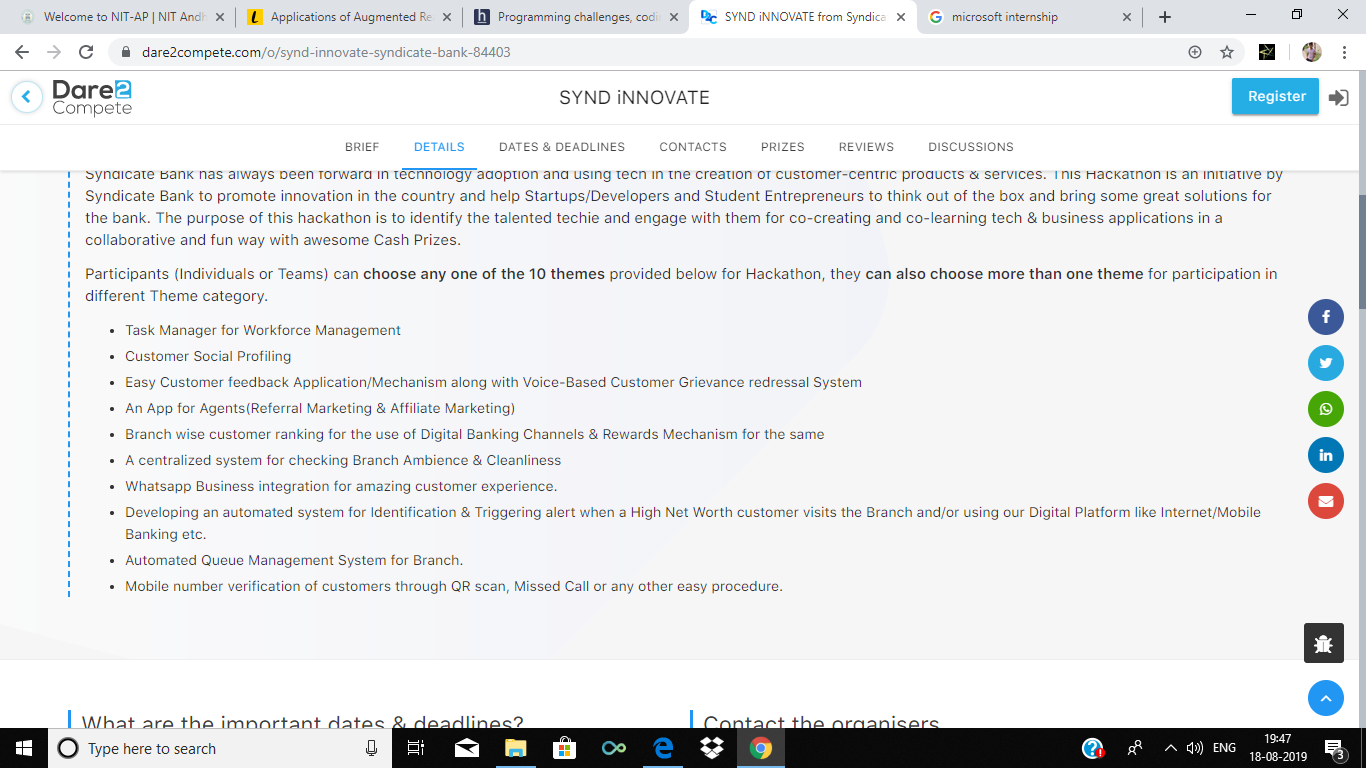 Welcome to NIT-AP | NIT Andh
Applications of Augmented Re
Programming challenges, codin
SYND iNNOVATE from Syndica
microsoft internship
dare2compete.com/o/synd-innovate-syndicate-bank-84403
Dare2
Compete
SYND iNNOVATE
Register
BRIEF DETAILS DATES & DEADLINES CONTACTS PRIZES REVIEWS DISCUSSIONS
Syndicate Bank has always been forward in technology adoption and using tech in the creation of customer-centric products & services. This Hackathon is an initiative by
Syndicate Bank to promote innovation in the country and help Startups/Developers and Student Entrepreneurs to think out of the box and bring some great solutions for
the bank. The purpose of this hackathon is to identify the talented techie and engage with them for co-creating and co-learning tech & business applications in a
collaborative and fun way with awesome Cash Prizes.
Participants (Individuals or Teams) can choose any one of the 10 themes provided below for Hackathon, they can also choose more than one theme for participation in
different Theme category.
• Task Manager for Workforce Management
• Customer Social Profiling
• Easy Customer feedback Application/Mechanism along with Voice-Based Customer Grievance redressal System
• An App for Agents(Referral Marketing & Affiliate Marketing)
• Branch wise customer ranking for the use of Digital Banking Channels & Rewards Mechanism for the same
• A centralized system for checking Branch Ambience & Cleanliness
• Whatsapp Business integration for amazing customer experience.
• Developing an automated system for Identification & Triggering alert when a High Net Worth customer visits the Branch and/or using our Digital Platform like Internet/Mobile
Banking etc.
• Automated Queue Management System for Branch.
• Mobile number verification of customers through QR scan, Missed Call or any other easy procedure.
What are the important dates & deadlines?
Contact the organisers
Type here to search
ENG
19:47
18-08-2019
3